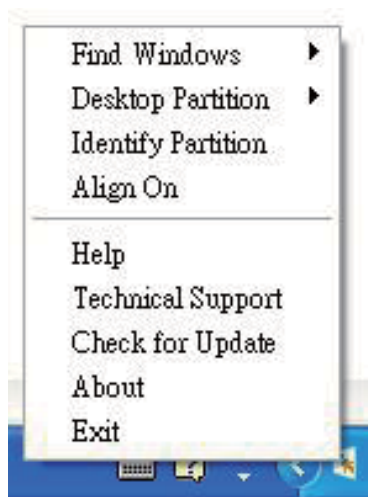 Find Windows
Desktop Partition
Identify Partition
Align On
Help
Technical Support
Check for Update
About
Exit